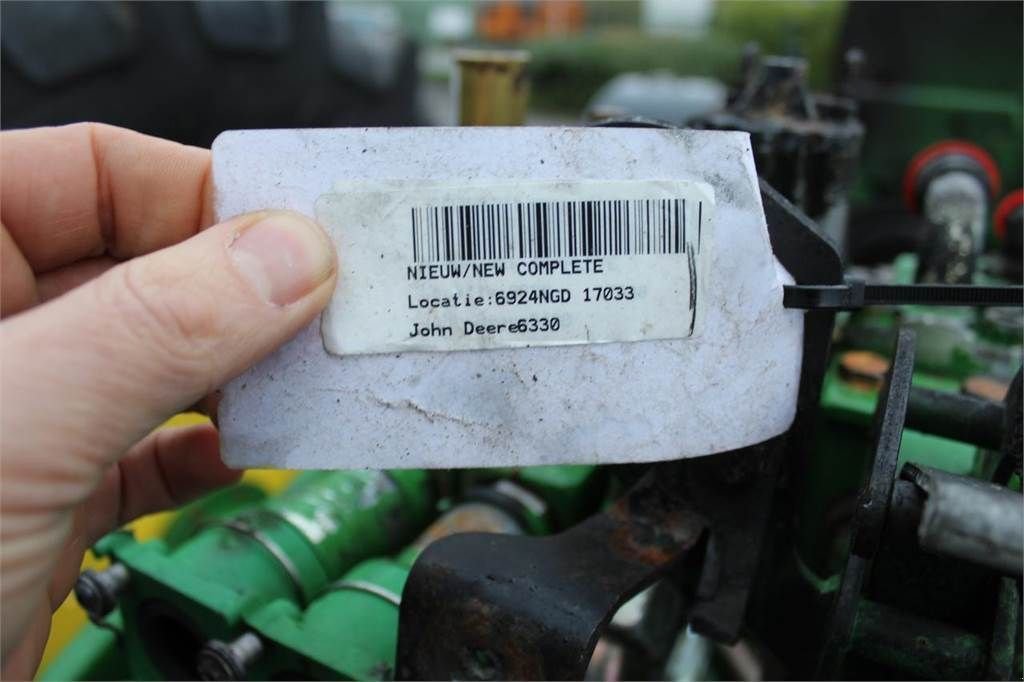 NIEUW/NEW COMPLETE
Locatie:6924NGD 17033
John Deere6330